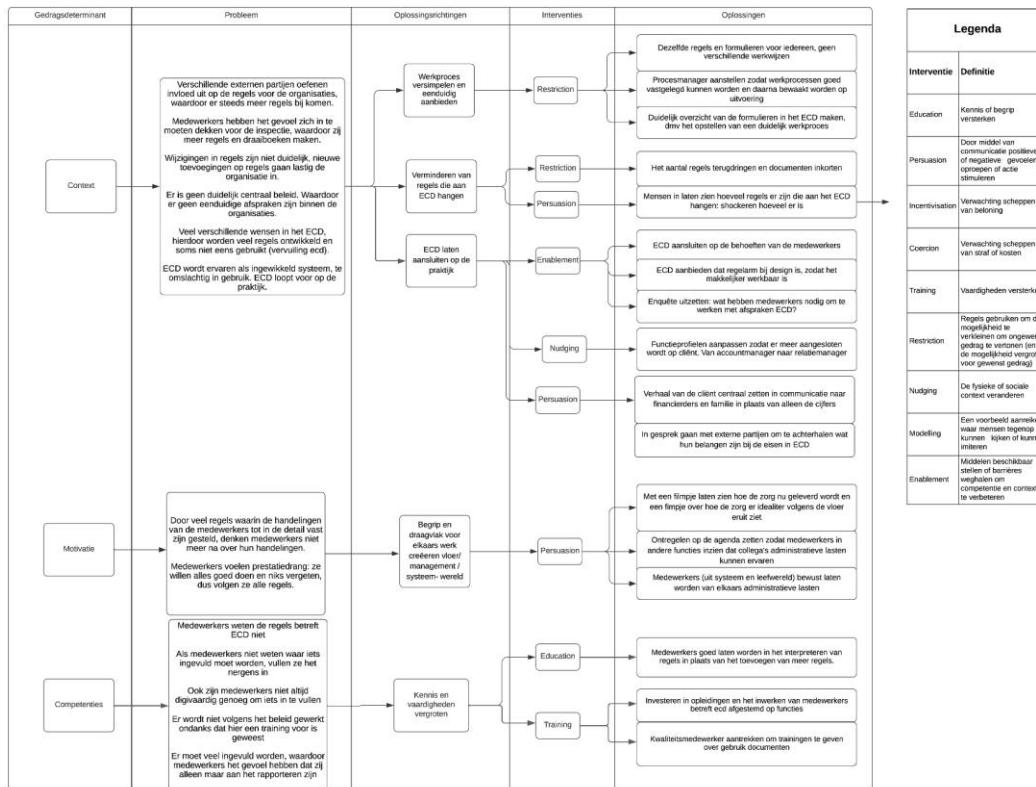 Gedragsdeterminant
Probleem
Oplossingsrichtingen
Interventies
Oplossingen
Context
Verschillende externen partijen oefenen
invloed uit op de regels voor de organisaties,
waardoor er steeds meer regels bij komen.
Medewerkers hebben het gevoel zich in te
moeten dekken voor de inspectie, waardoor zij
meer regels en draaiboeken maken.
Wijzigingen in regels zijn niet duidelijk, nieuwe
toevoegingen op regels gaan lastig de
organisatie in.
Er is geen duidelijk centraal beleid. Waardoor
er geen eenduidige afspraken zijn binnen de
organisaties.
Veel verschillende wensen in het ECD,
hierdoor worden veel regels ontwikkeld en
soms niet eens gebruikt (vervuiling ecd).
ECD wordt ervaren als ingewikkeld systeem, te
omslachtig in gebruik. ECD loopt voor op de
praktijk.
Werkproces
versimpelen en
eenduidig
aanbieden
Restriction
Dezelfde regels en formulieren voor iedereen, geen
verschillende werkwijzen
Procesmanager aanstellen zodat werkprocessen goed
vastgelegd kunnen worden en daarna bewaakt worden op
uitvoering
Duidelijk overzicht van de formulieren in het ECD maken,
dmv het opstellen van een duidelijk werkproces
Verminderen van
regels die aan
ECD hangen
Restriction
Het aantal regels terugdringen en documenten inkorten
Persuasion
Mensen in laten zien hoeveel regels er zijn die aan het ECD
hangen: shockeren hoeveel er is
ECD laten
aansluiten op de
praktijk
Enablement
ECD aansluiten op de behoeften van de medewerkers
ECD aanbieden dat regelarm bij design is, zodat het
makkelijker werkbaar is
Enquête uitzetten: wat hebben medewerkers nodig om te
werken met afspraken ECD?
Nudging
Functieprofielen aanpassen zodat er meer aangesloten
wordt op cliënt. Van accountmanager naar relatiemanager
Persuasion
Verhaal van de cliënt centraal zetten in communicatie naar
financierders en familie in plaats van alleen de cijfers
In gesprek gaan met externe partijen om te achterhalen wat
hun belangen zijn bij de eisen in ECD
Motivatie
Door veel regels waarin de handelingen
van de medewerkers tot in de detail vast
zijn gesteld, denken medewerkers niet
meer na over hun handelingen.
Medewerkers voelen prestatiedrang: ze
willen alles goed doen en niks vergeten,
dus volgen ze alle regels.
Begrip en
draagvlak voor
elkaars werk
creëeren vloer/
management /
systeem- wereld
Persuasion
Met een filmpje laten zien hoe de zorg nu geleverd wordt en
een filmpje over hoe de zorg er idealiter volgens de vloer
eruit ziet
Ontregelen op de agenda zetten zodat medewerkers in
andere functies inzien dat collega's administratieve lasten
kunnen ervaren
Medewerkers (uit systeem en leefwereld) bewust laten
worden van elkaars administratieve lasten
Competenties
Medewerkers weten de regels betreft
ECD niet
Als medewerkers niet weten waar iets
ingevuld moet worden, vullen ze het
nergens in
Ook zijn medewerkers niet altijd
digivaardig genoeg om iets in te vullen
Er wordt niet volgens het beleid gewerkt
ondanks dat hier een training voor is
geweest
Er moet veel ingevuld worden, waardoor
medewerkers het gevoel hebben dat zij
alleen maar aan het rapporteren zijn
Kennis en
vaardigheden
vergroten
Education
Medewerkers goed laten worden in het interpreteren van
regels in plaats van het toevoegen van meer regels.
Training
Investeren in opleidingen en het inwerken van medewerkers
betreft ecd afgestemd op functies
Kwaliteitsmedewerker aantrekken om trainingen te geven
over gebruik documenten
Legenda
Interventie Definitie
Education
Kennis of begrip
versterken
Persuasion
Door middel van
communicatie positieve
of negatieve gevoelen
oproepen of actie
stimuleren
Incentivisation
Verwachting scheppen
van beloning
Coercion
Verwachting scheppen
van straf of kosten
Training
Vaardigheden versterke
Restriction
Regels gebruiken om d
mogelijkheid te
verkleinen om ongewen
gedrag te vertonen (en
de mogelijkheid vergrot
voor gewenst gedrag)
Nudging
De fysieke of sociale
context veranderen
Modelling
Een voorbeeld aanreike
waar mensen tegenop
kunnen kijken of kunn
imiteren
Enablement
Middelen beschikbaar
stellen of barrières
weghalen om
competentie en context
te verbeteren